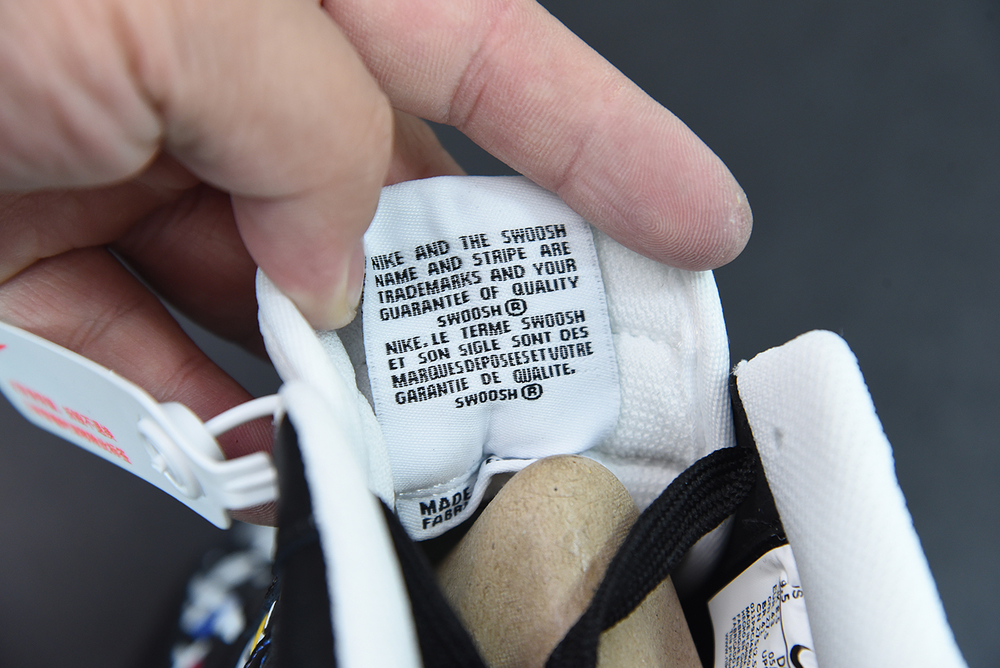 NIKE AND THE SWOOSH
NAME AND STRIPE ARE
TRADEMARKS AND YOUR
GUARANTEE OF QUALITY
SWOOSH®
NIKE. LE TERME SWOOSH
ET SON SIGLE SONT DES
MARQUESDEPOSEESETVOTRE
GARANTIE DE QUALITE.
SWOOSH®
MADE
FABR